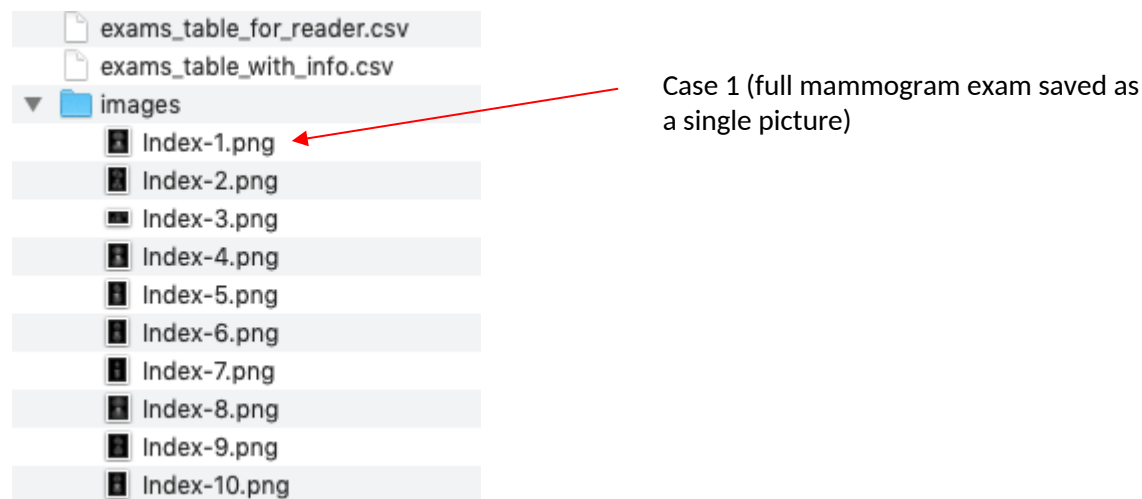 exams_table_for_reader.csv
exams_table_with_info.csv
images
Index-1.png
Index-2.png
Index-3.png
Index-4.png
Index-5.png
Index-6.png
Index-7.png
Index-8.png
Index-9.png
Index-10.png
Case 1 (full mammogram exam saved as
a single picture)